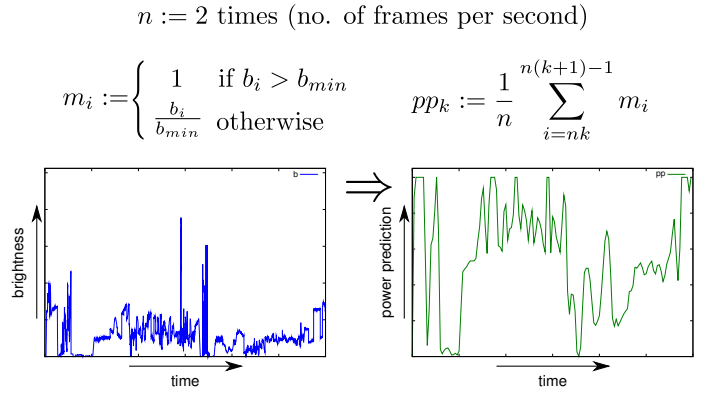 n := 2 times (no. of frames per second)
m_i := { 1 if b_i > b_min
b_i/b_min otherwise
pp_k := 1/n ∑_{i=nk}^{n(k+1)−1} m_i
b
brightness
time
⇒
pp
power prediction
time